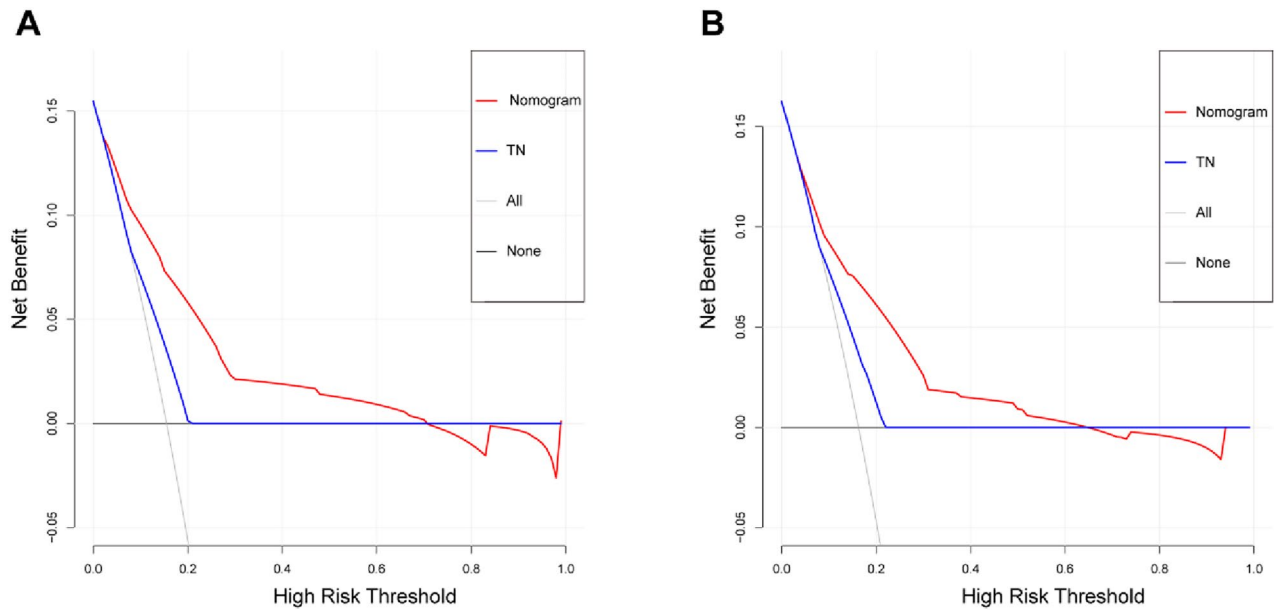 A
Net Benefit
0.15
0.10
0.05
0.00
−0.05
Nomogram
TN
All
None
0.0 0.2 0.4 0.6 0.8 1.0
High Risk Threshold
B
Net Benefit
0.15
0.10
0.05
0.00
−0.05
Nomogram
TN
All
None
0.0 0.2 0.4 0.6 0.8 1.0
High Risk Threshold